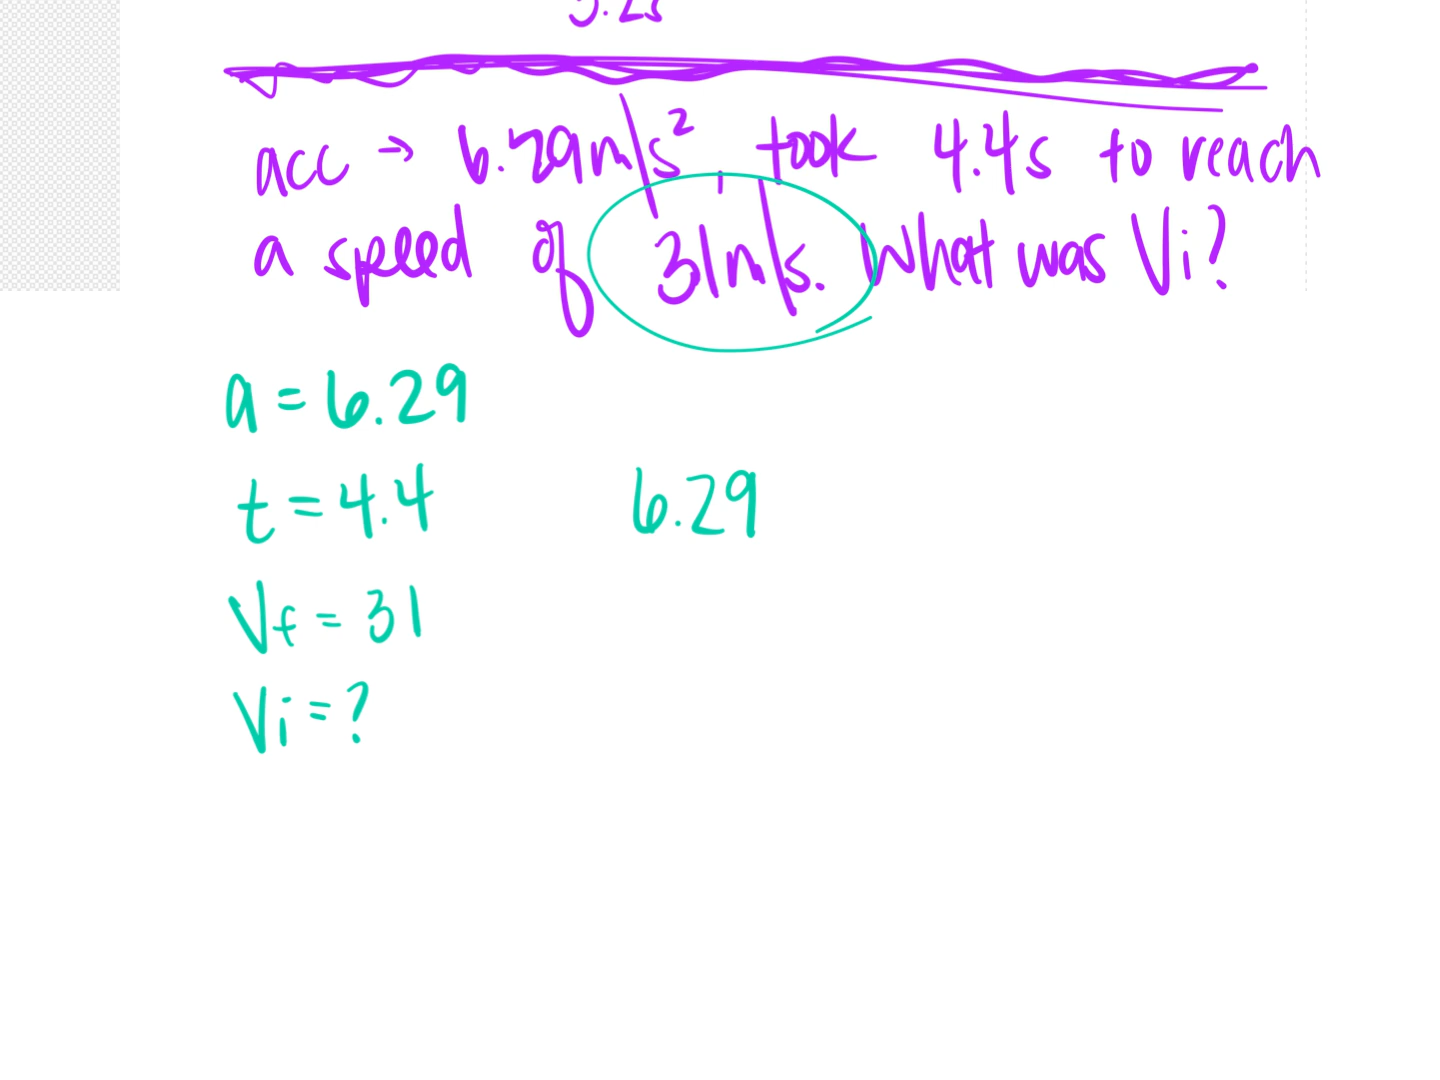 acc → 6.29m/s² took 4.4s to reach
a speed of 31m/s. What was Vi?
a = 6.29
t = 4.4
6.29
Vf = 31
Vi = ?